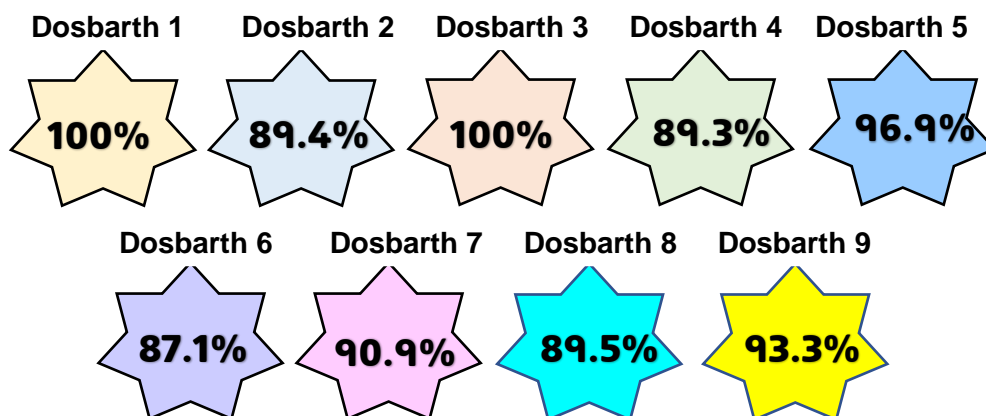 Dosbarth 1 Dosbarth 2 Dosbarth 3 Dosbarth 4 Dosbarth 5
100% 89.4% 100% 89.3% 96.9%
Dosbarth 6 Dosbarth 7 Dosbarth 8 Dosbarth 9
87.1% 90.9% 89.5% 93.3%